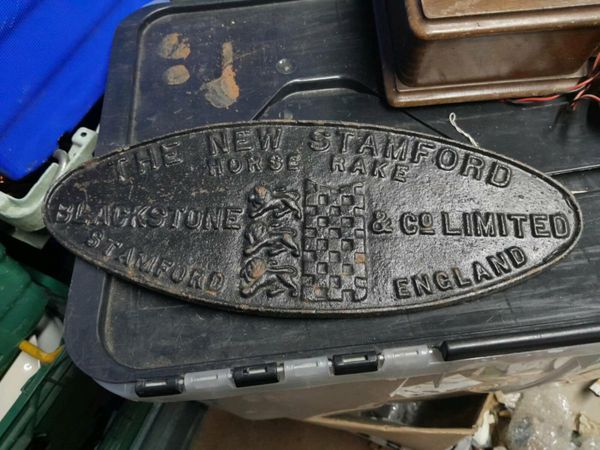 THE NEW STAMFORD
HORSE RAKE
BLACKSTONE & Co LIMITED
STAMFORD ENGLAND